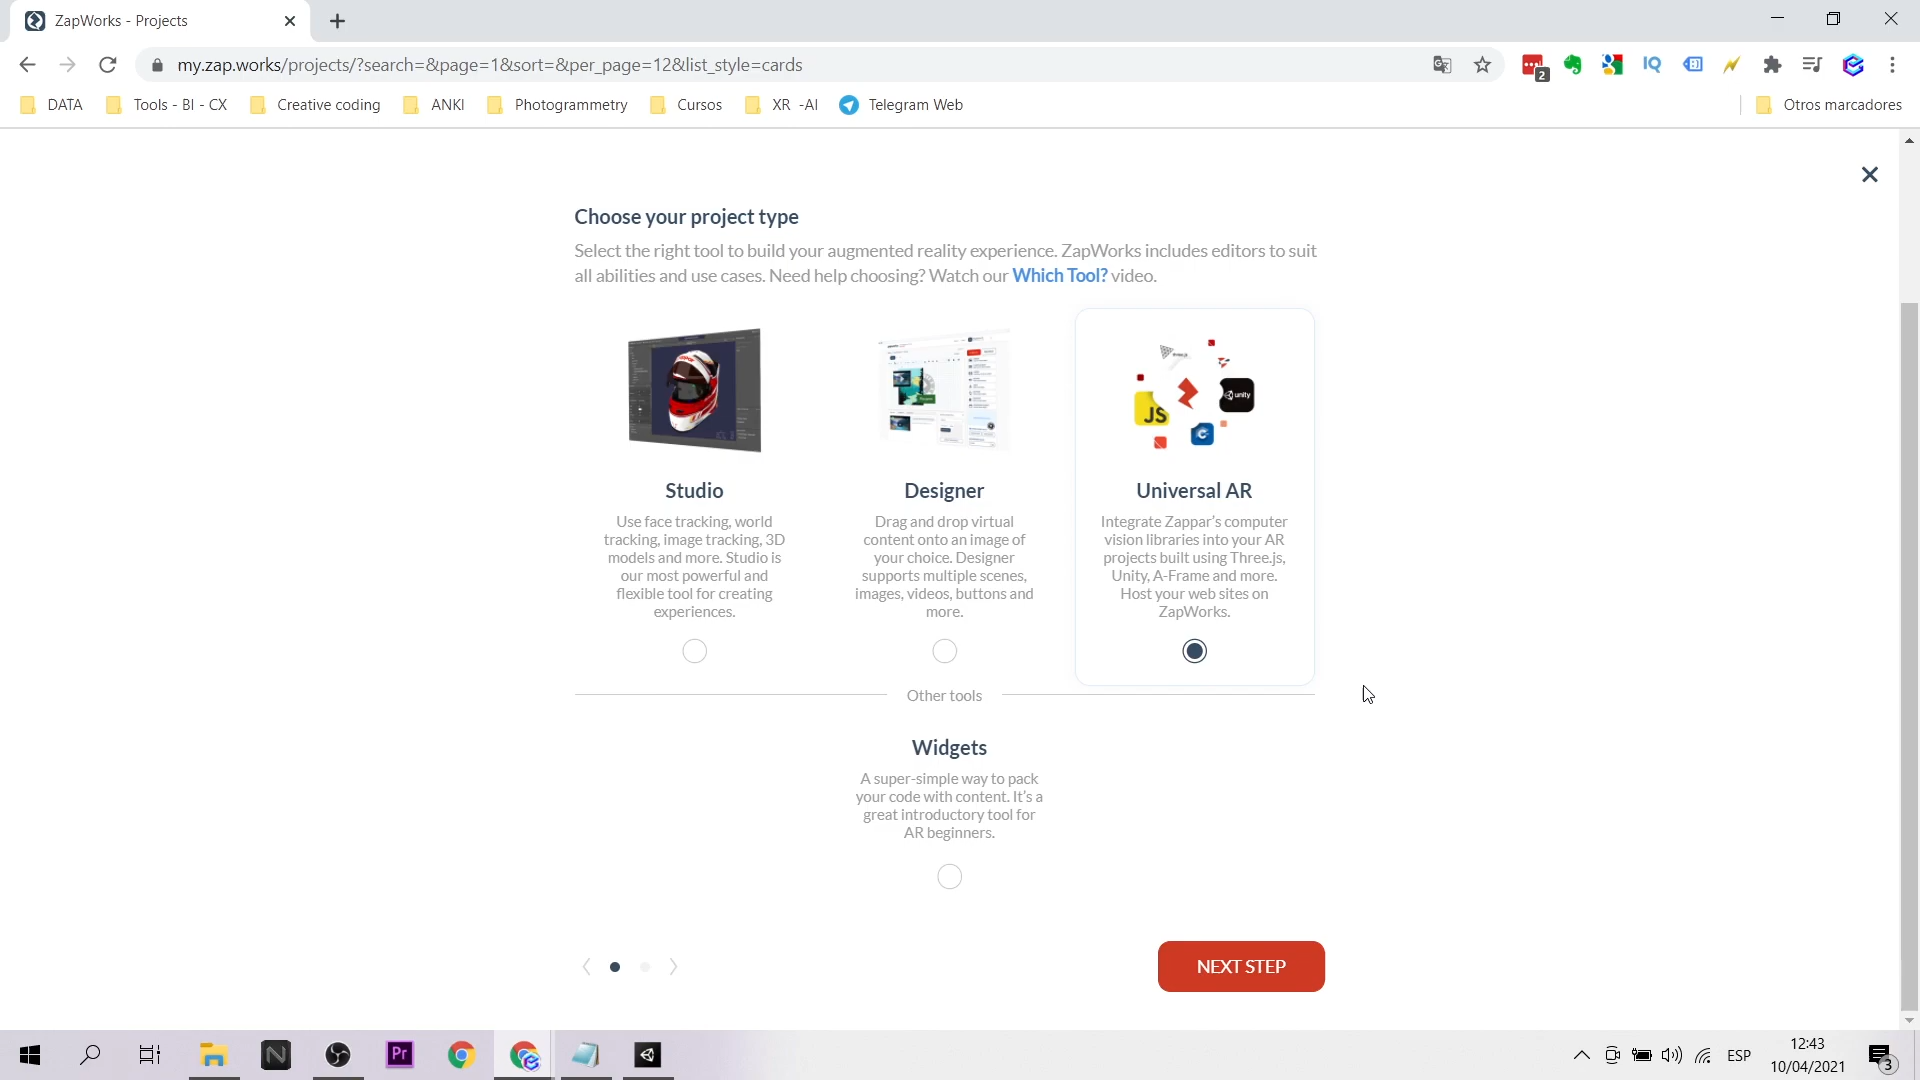 ZapWorks - Projects
my.zap.works/projects/?search=&page=1&sort=&per_page=12&list_style=cards
2
IQ
DATA
Tools - BI - CX
Creative coding
ANKI
Photogrammetry
Cursos
XR -AI
Telegram Web
Otros marcadores
Choose your project type
Select the right tool to build your augmented reality experience. ZapWorks includes editors to suit
all abilities and use cases. Need help choosing? Watch our Which Tool? video.
JS
unity
Studio
Use face tracking, world
tracking, image tracking, 3D
models and more. Studio is
our most powerful and
flexible tool for creating
experiences.
Designer
Drag and drop virtual
content onto an image of
your choice. Designer
supports multiple scenes,
images, videos, buttons and
more.
Universal AR
Integrate Zappar's computer
vision libraries into your AR
projects built using Three.js,
Unity, A-Frame and more.
Host your web sites on
ZapWorks.
Other tools
Widgets
A super-simple way to pack
your code with content. It's a
great introductory tool for
AR beginners.
NEXT STEP
N
Pr
ESP
12:43
10/04/2021
3